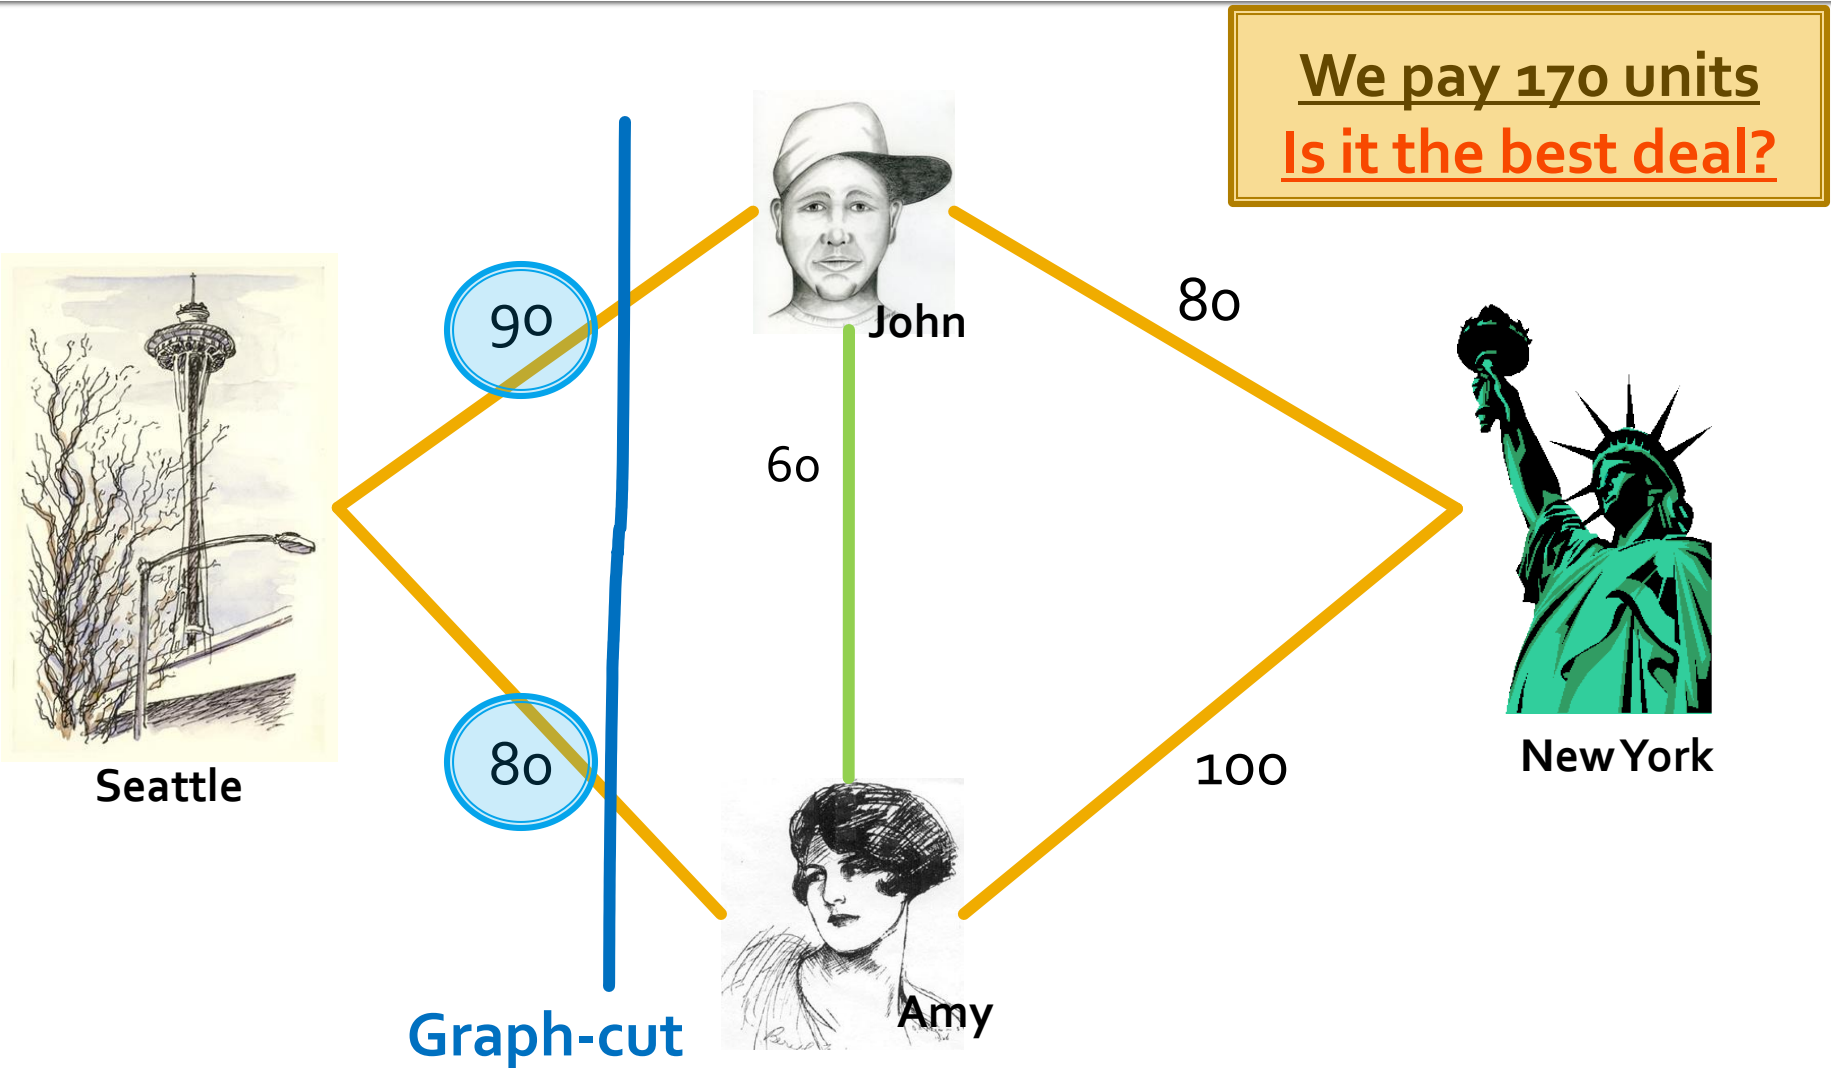 We pay 170 units
Is it the best deal?
90
John
80
60
Seattle
80
100
New York
Amy
Graph-cut